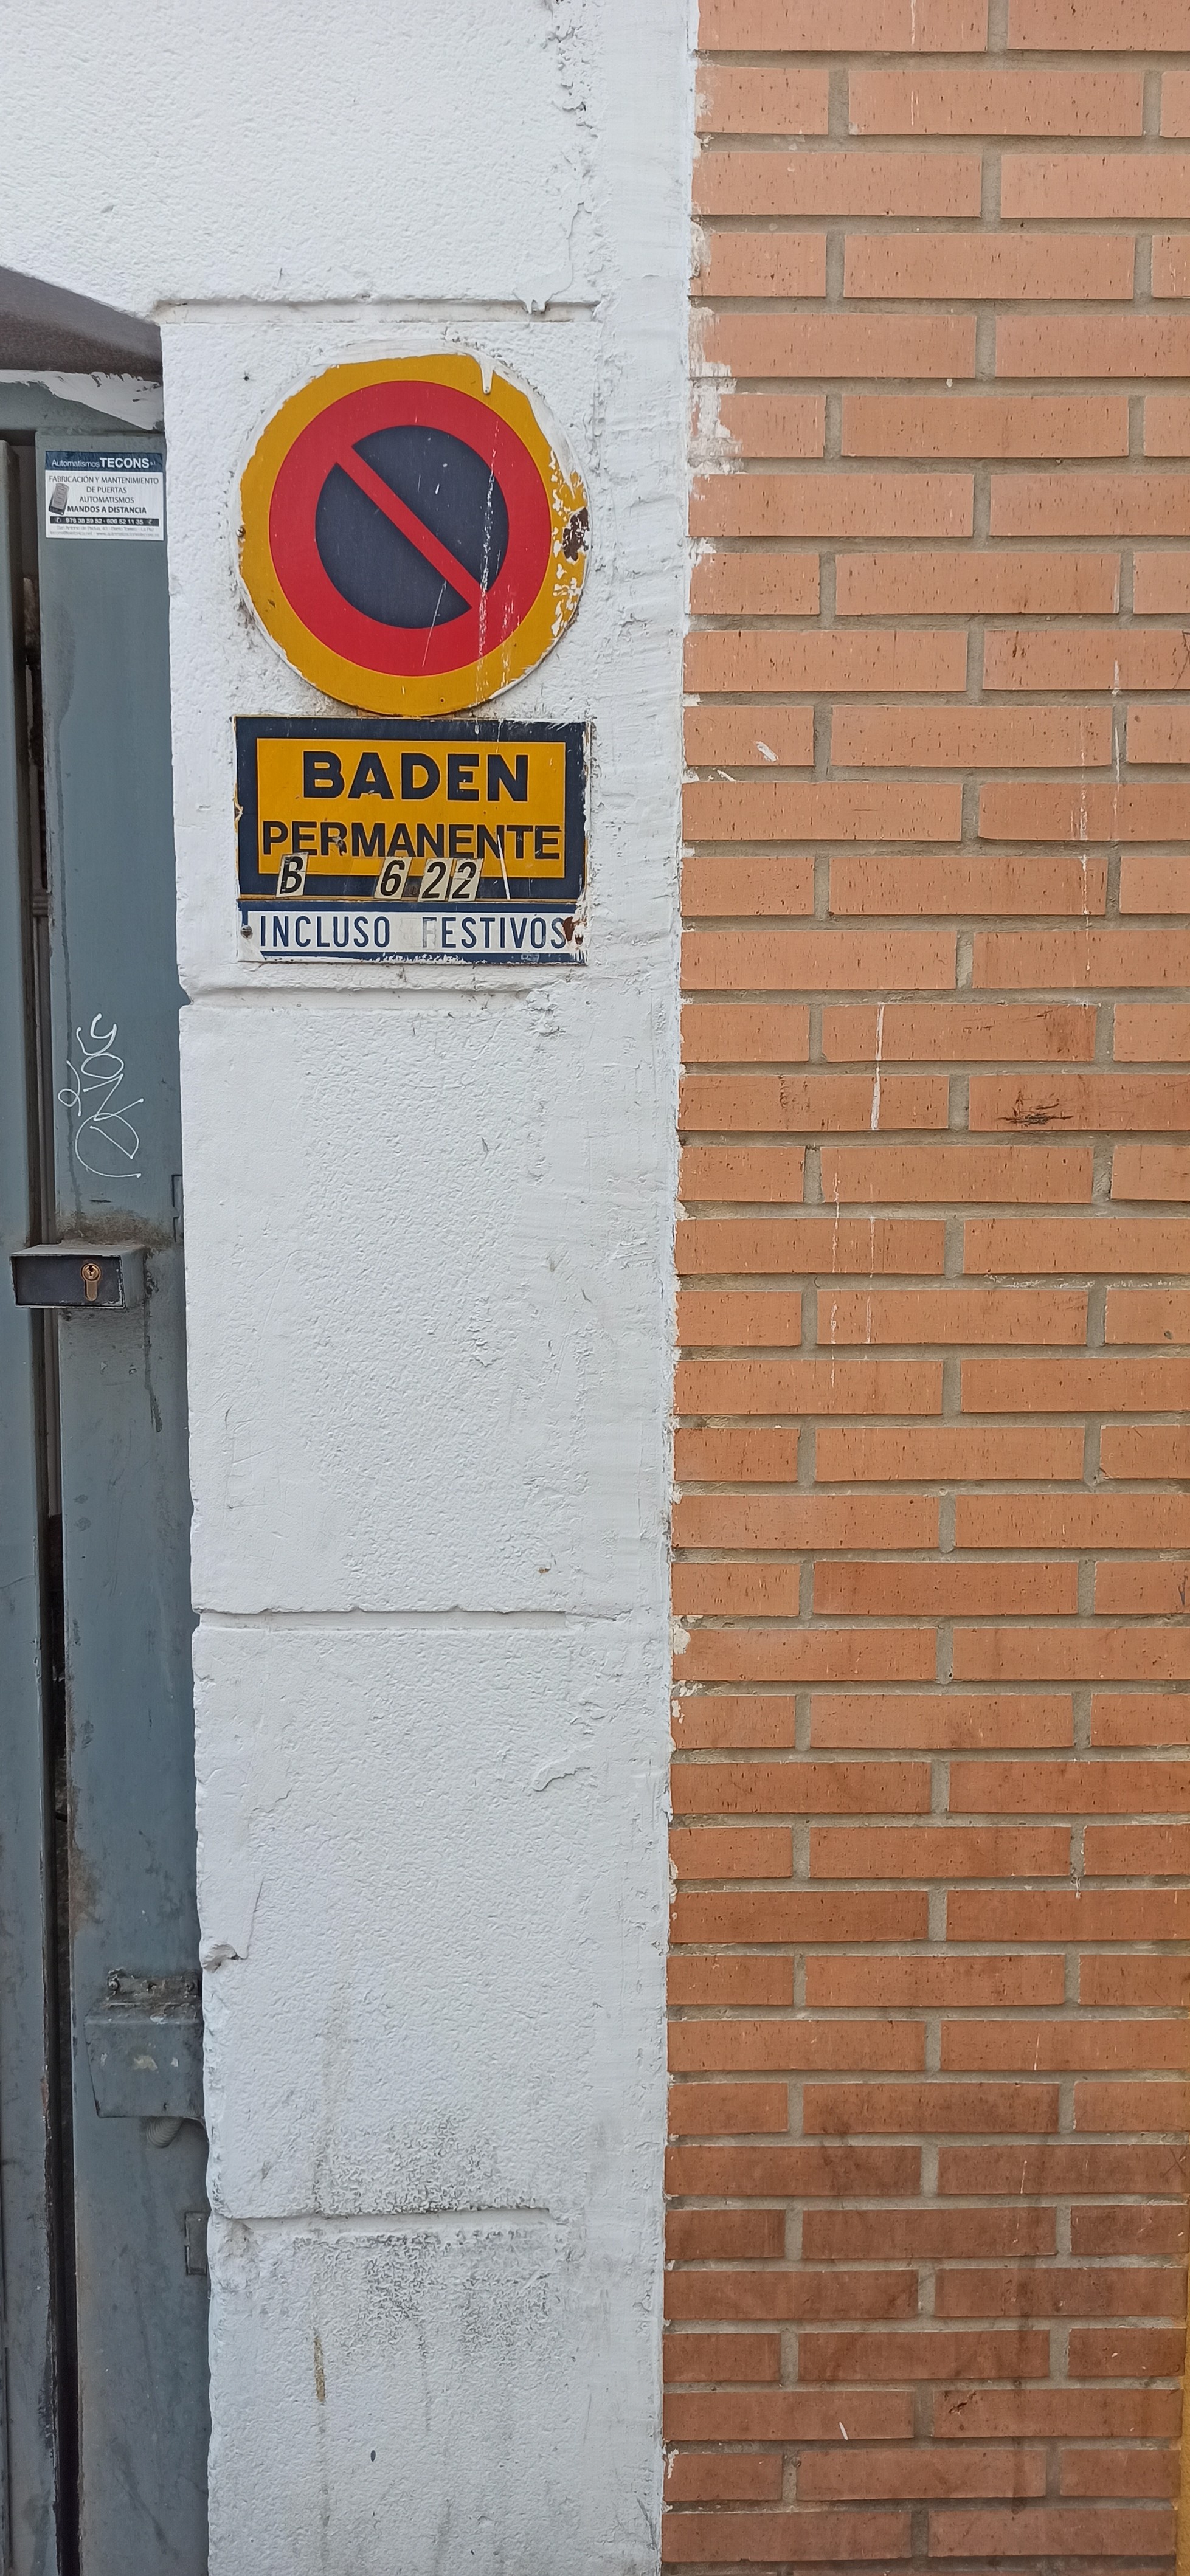 Automatismos TECONS S.L.
FABRICACIÓN Y MANTENIMIENTO
DE PUERTAS
AUTOMATISMOS
MANDOS A DISTANCIA
BADEN
PERMANENTE
B 622
INCLUSO FESTIVOS